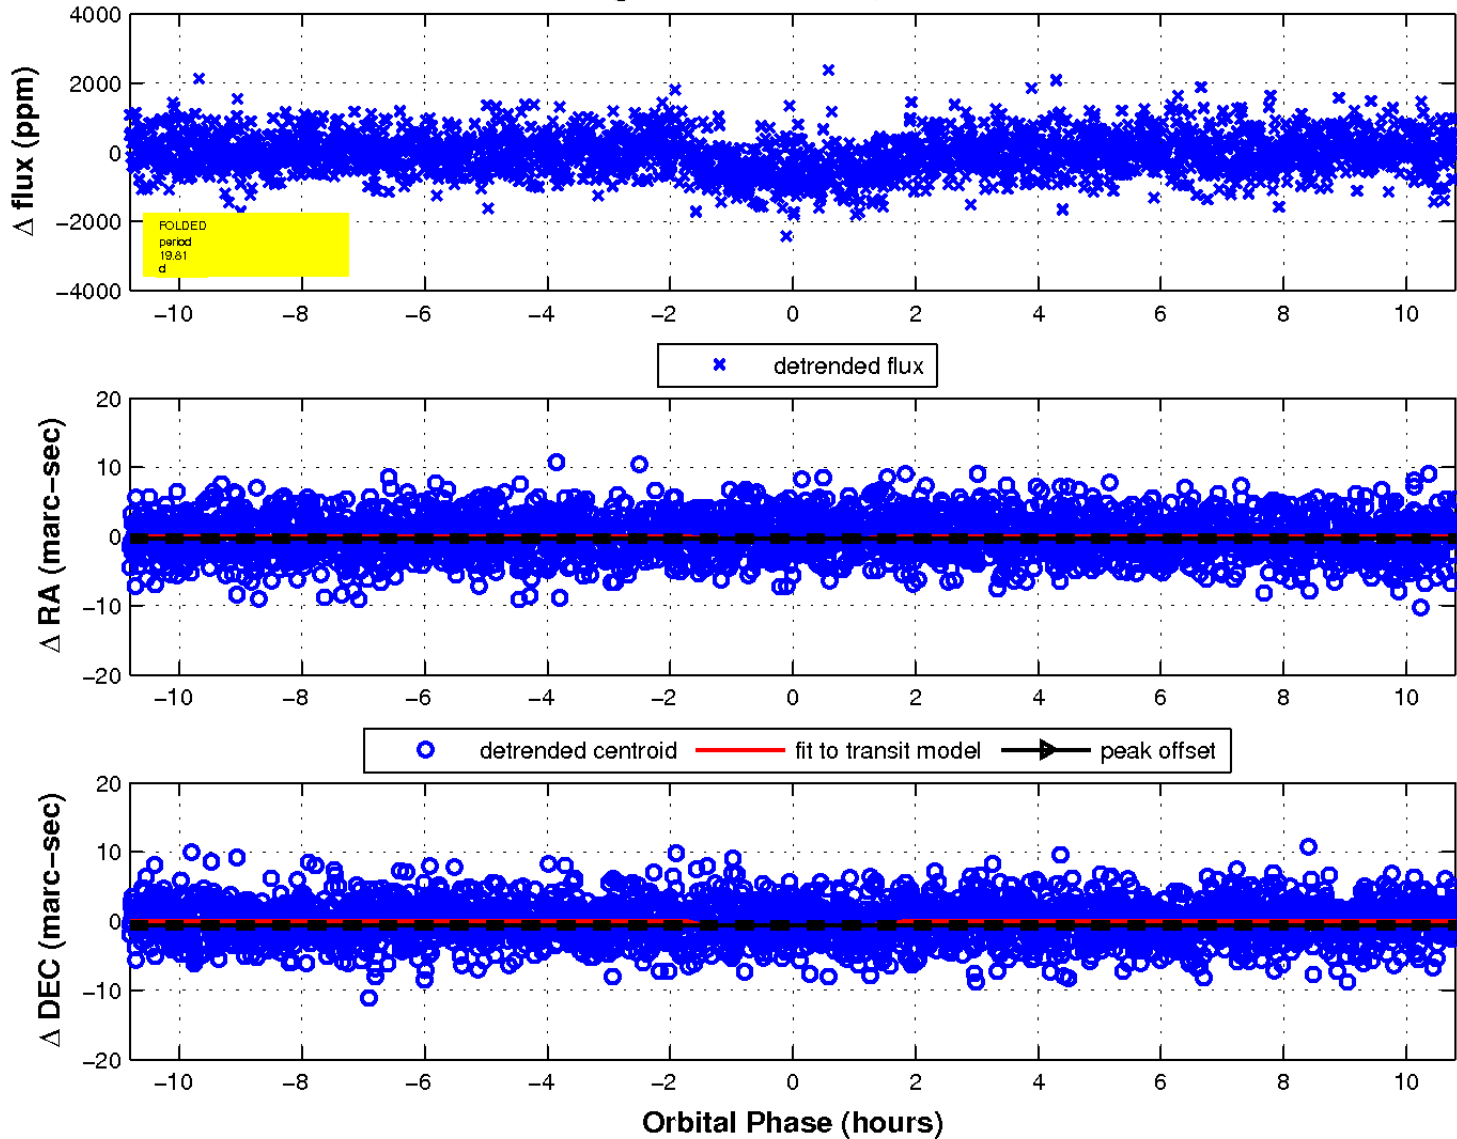 4000
2000
0
−2000
−4000
Δ flux (ppm)
FOLDED
period
19.81
d
−10 −8 −6 −4 −2 0 2 4 6 8 10
detrended flux
20
10
0
−10
−20
Δ RA (marc−sec)
−10 −8 −6 −4 −2 0 2 4 6 8 10
detrended centroid fit to transit model peak offset
20
10
0
−10
−20
Δ DEC (marc−sec)
−10 −8 −6 −4 −2 0 2 4 6 8 10
Orbital Phase (hours)